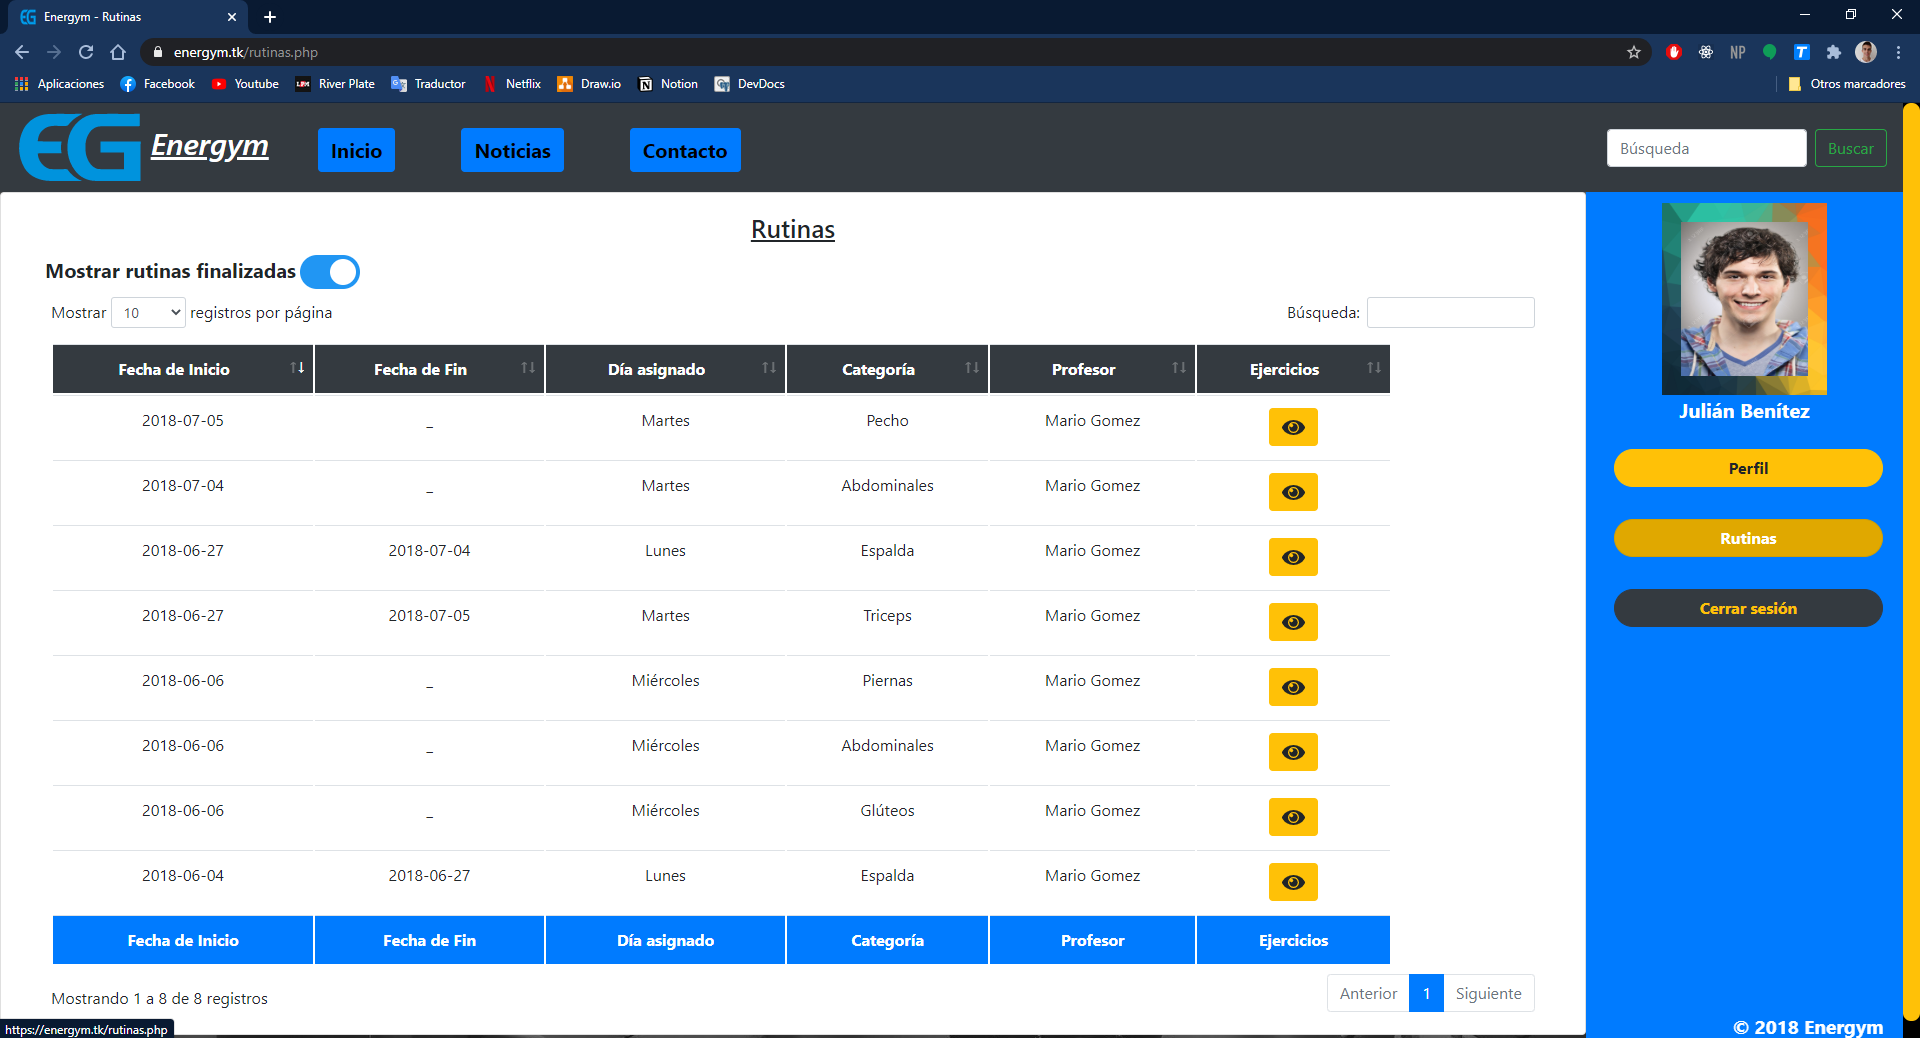 Energym - Rutinas
energym.tk/rutinas.php
NP T
Aplicaciones Facebook Youtube River Plate Traductor Netflix Draw.io Notion DevDocs Otros marcadores
EG Energym Inicio Noticias Contacto Búsqueda Buscar
Rutinas
Mostrar rutinas finalizadas
Mostrar 10 registros por página Búsqueda:
Fecha de Inicio Fecha de Fin Día asignado Categoría Profesor Ejercicios
2018-07-05 _ Martes Pecho Mario Gomez
2018-07-04 _ Martes Abdominales Mario Gomez
2018-06-27 2018-07-04 Lunes Espalda Mario Gomez
2018-06-27 2018-07-05 Martes Triceps Mario Gomez
2018-06-06 _ Miércoles Piernas Mario Gomez
2018-06-06 _ Miércoles Abdominales Mario Gomez
2018-06-06 _ Miércoles Glúteos Mario Gomez
2018-06-04 2018-06-27 Lunes Espalda Mario Gomez
Fecha de Inicio Fecha de Fin Día asignado Categoría Profesor Ejercicios
Mostrando 1 a 8 de 8 registros Anterior 1 Siguiente
Julián Benítez
Perfil
Rutinas
Cerrar sesión
© 2018 Energym
https://energym.tk/rutinas.php